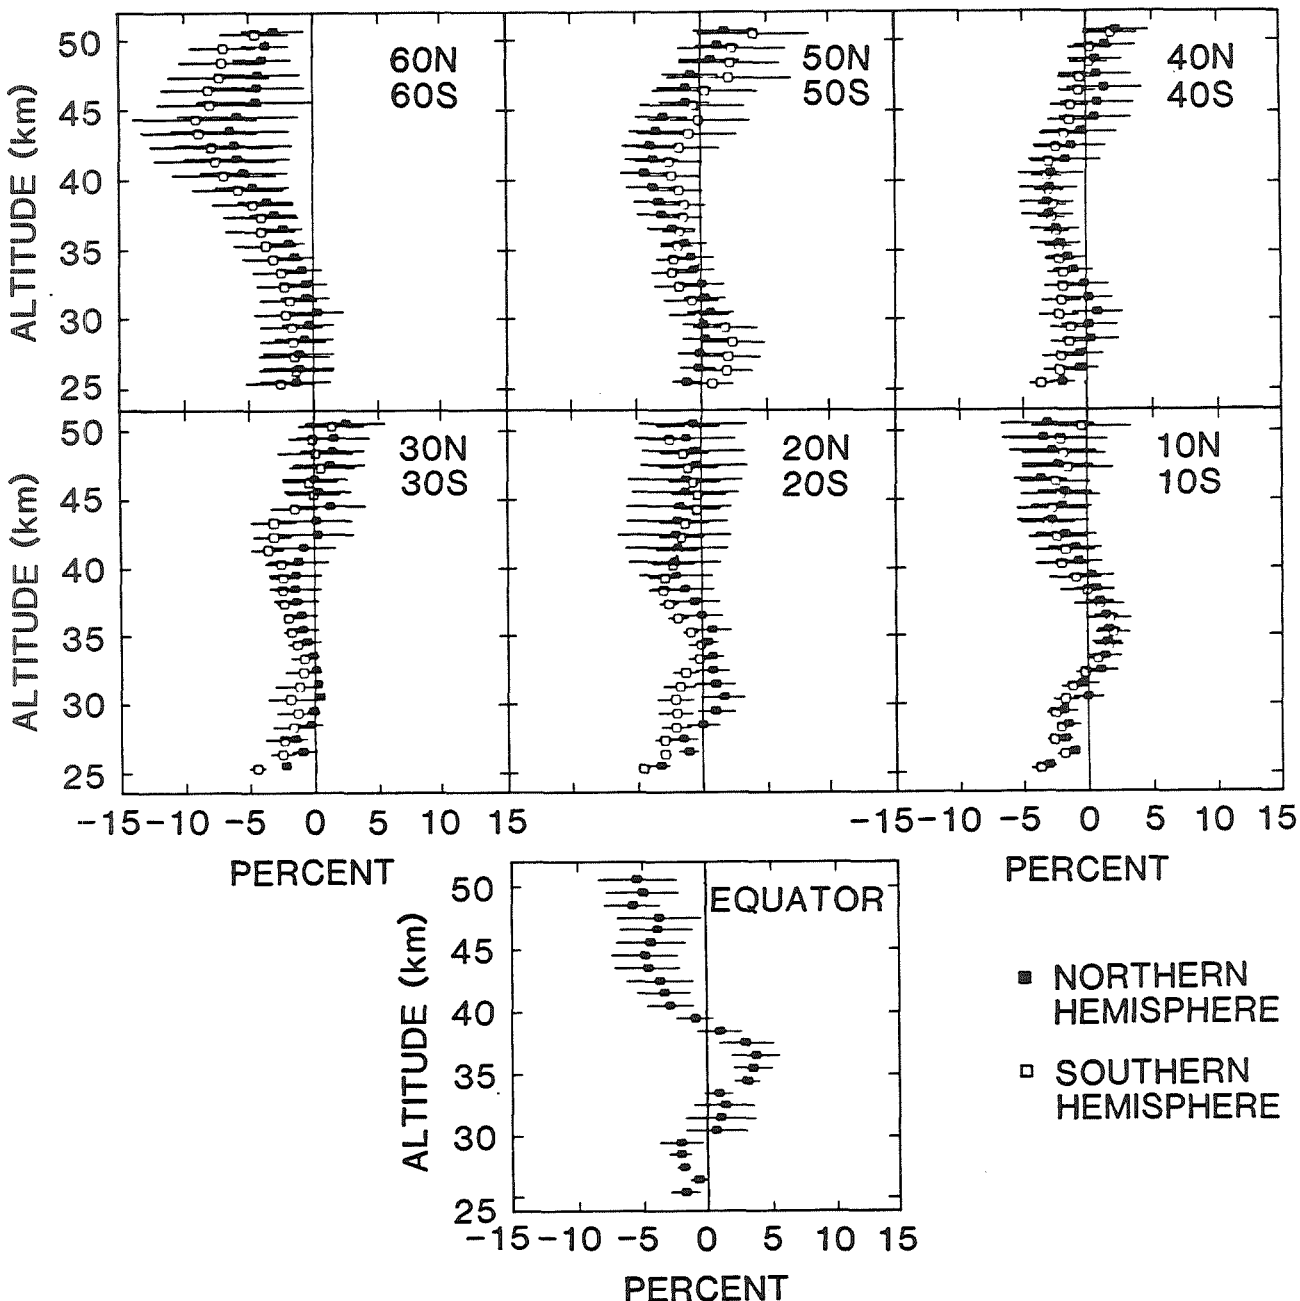 50
45
40
35
30
25
ALTITUDE (km)
60N
60S
50N
50S
40N
40S
50
45
40
35
30
25
ALTITUDE (km)
30N
30S
20N
20S
10N
10S
-15 -10 -5 0 5 10 15
-15 -10 -5 0 5 10 15
PERCENT
PERCENT
50
45
40
35
30
25
ALTITUDE (km)
EQUATOR
-15 -10 -5 0 5 10 15
PERCENT
NORTHERN
HEMISPHERE
SOUTHERN
HEMISPHERE